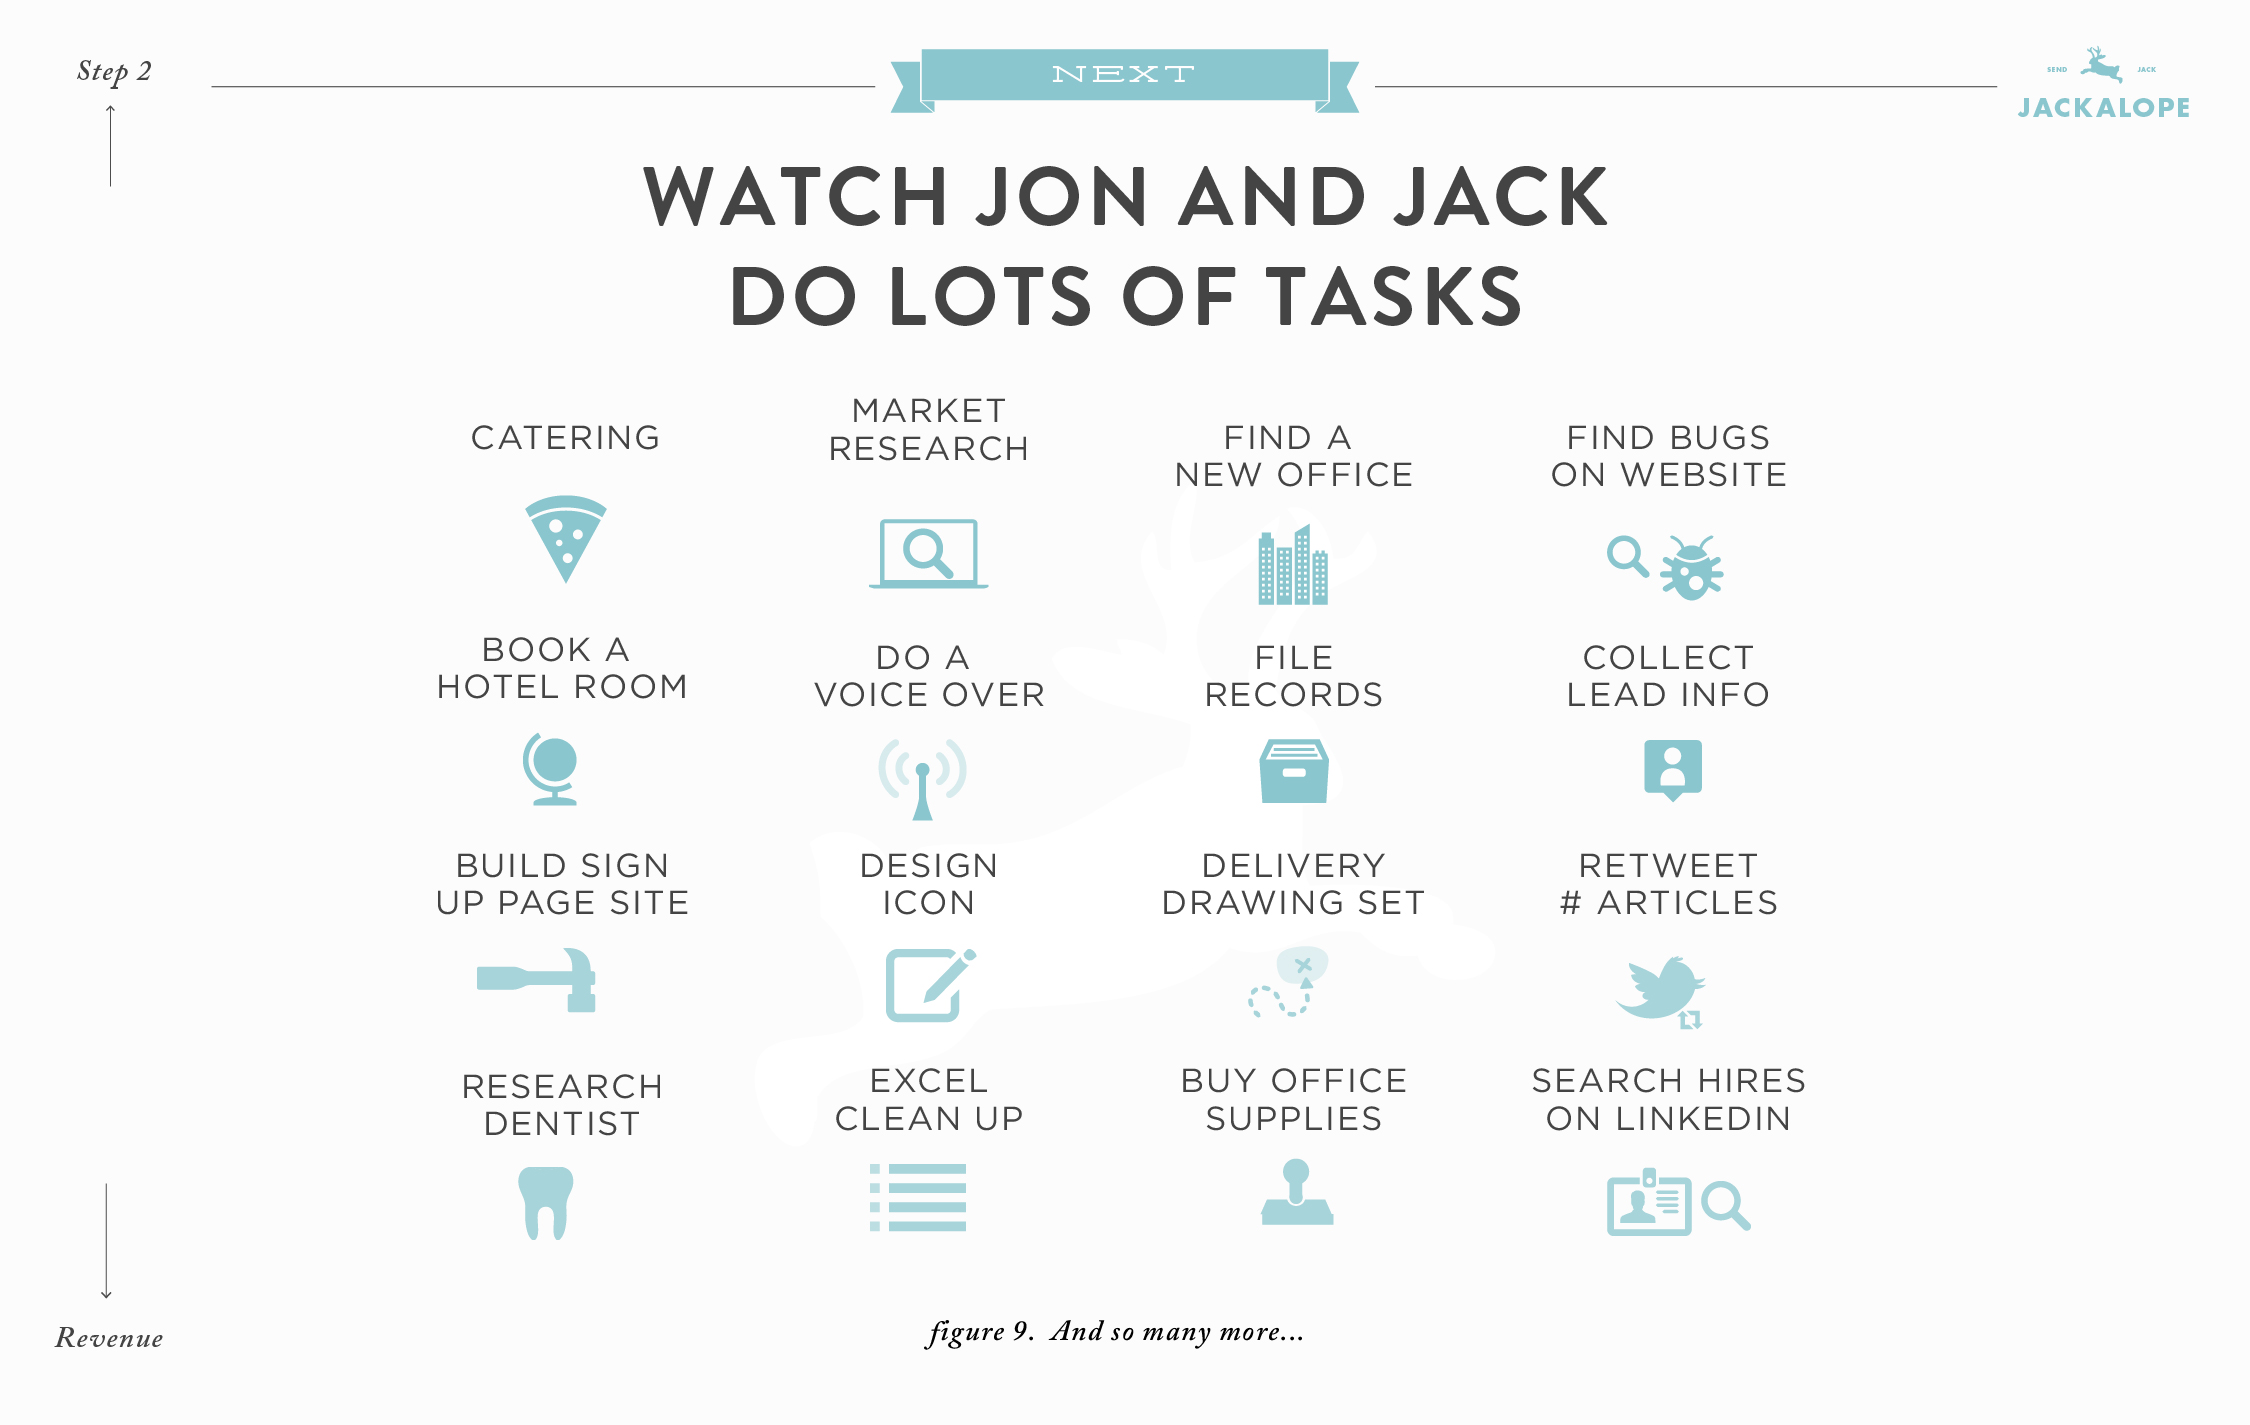 Step 2
NEXT
SEND JACK
JACKALOPE
WATCH JON AND JACK
DO LOTS OF TASKS
CATERING
MARKET
RESEARCH
FIND A
NEW OFFICE
FIND BUGS
ON WEBSITE
BOOK A
HOTEL ROOM
DO A
VOICE OVER
FILE
RECORDS
COLLECT
LEAD INFO
BUILD SIGN
UP PAGE SITE
DESIGN
ICON
DELIVERY
DRAWING SET
RETWEET
# ARTICLES
RESEARCH
DENTIST
EXCEL
CLEAN UP
BUY OFFICE
SUPPLIES
SEARCH HIRES
ON LINKEDIN
Revenue
figure 9. And so many more...